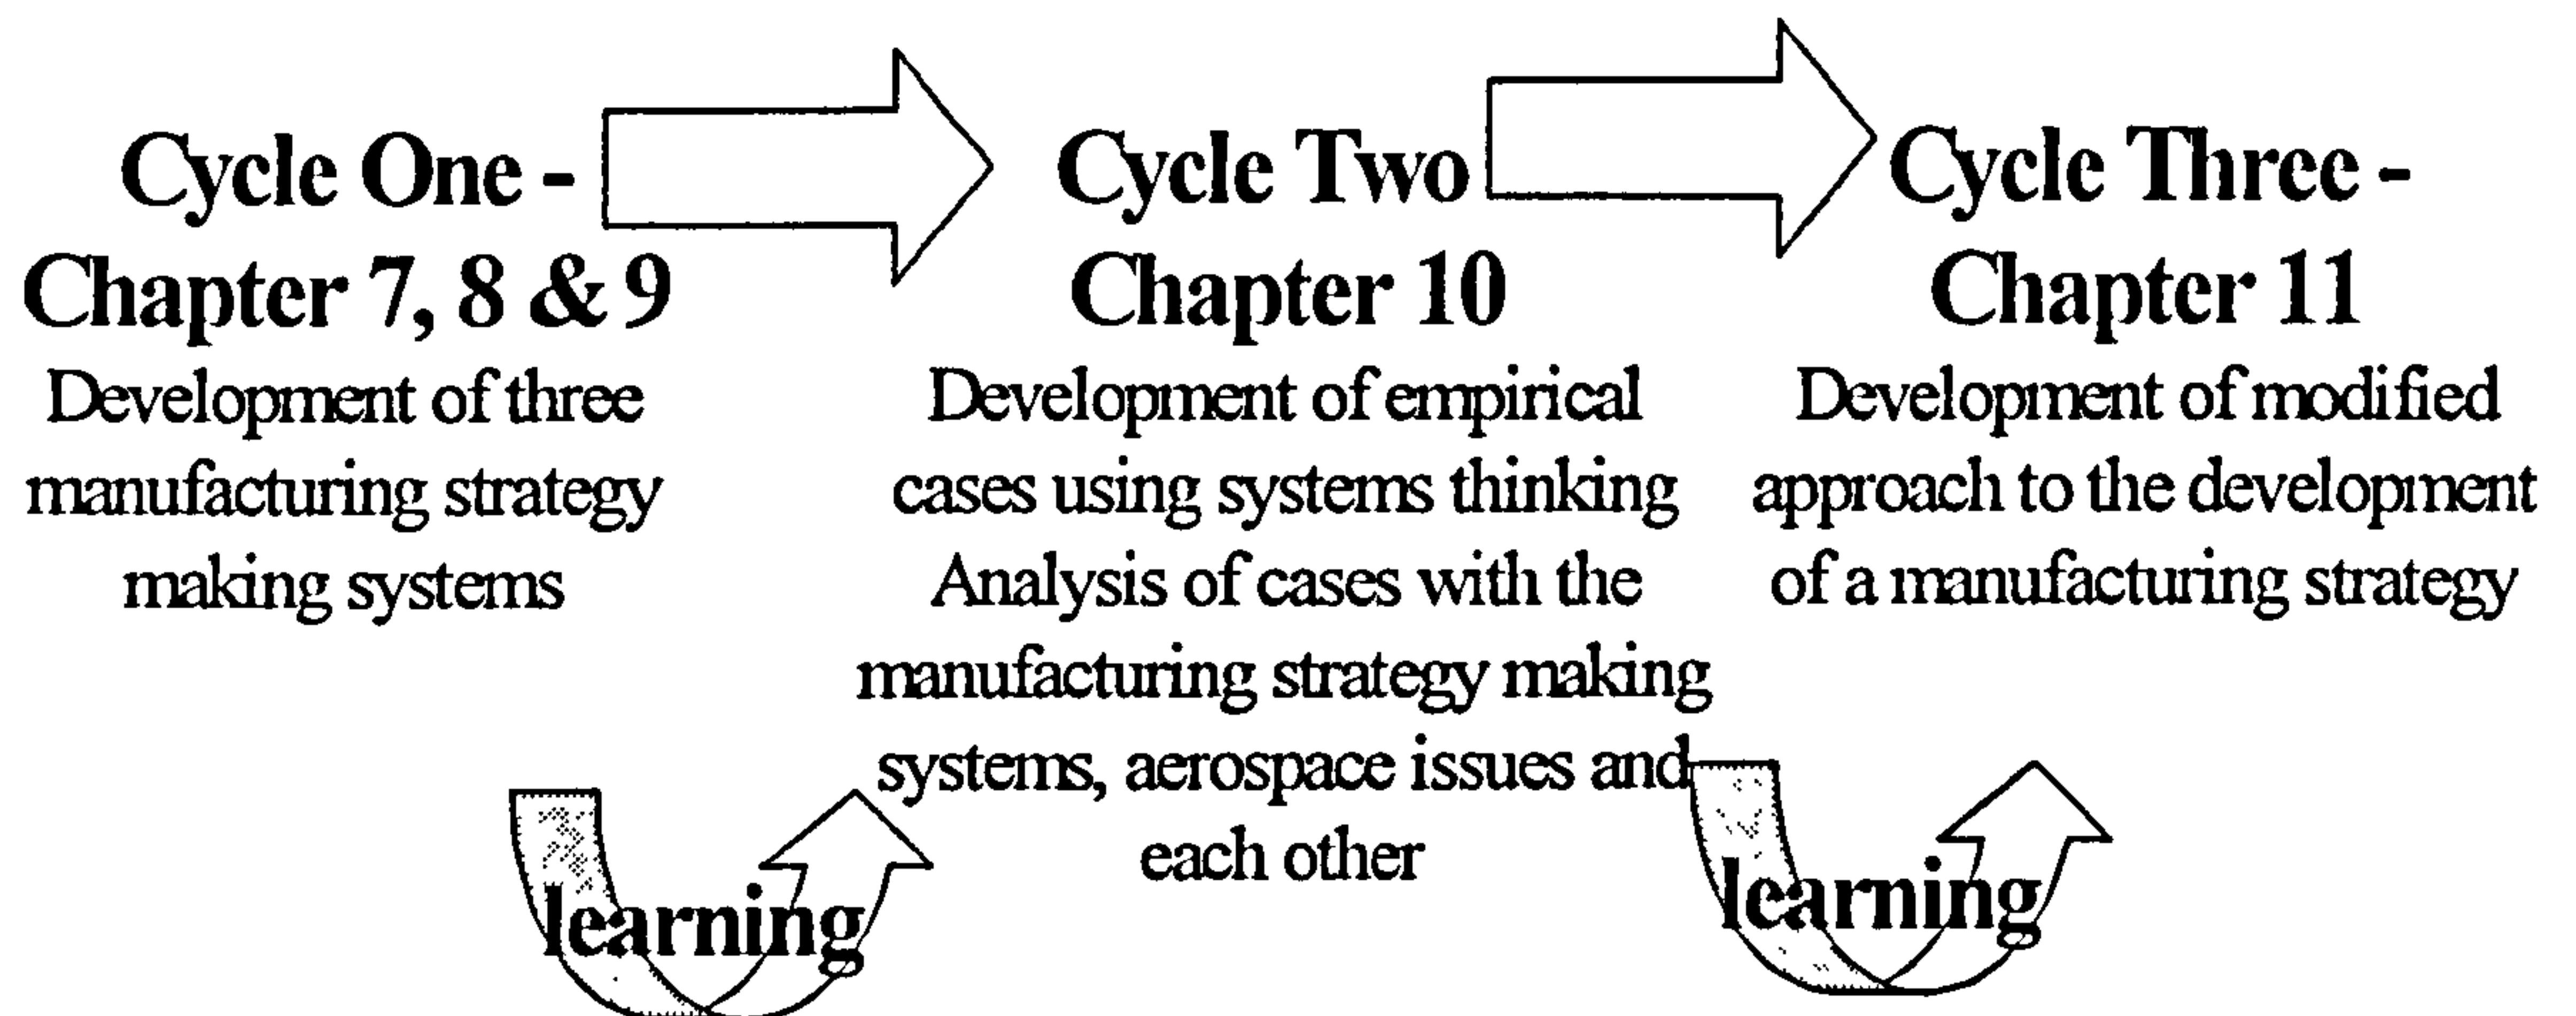 Cycle One -
Chapter 7, 8 & 9
Development of three
manufacturing strategy
making systems
Cycle Two
Chapter 10
Development of empirical
cases using systems thinking
Analysis of cases with the
manufacturing strategy making
systems, aerospace issues and
each other
Cycle Three -
Chapter 11
Development of modified
approach to the development
of a manufacturing strategy
learning
learning